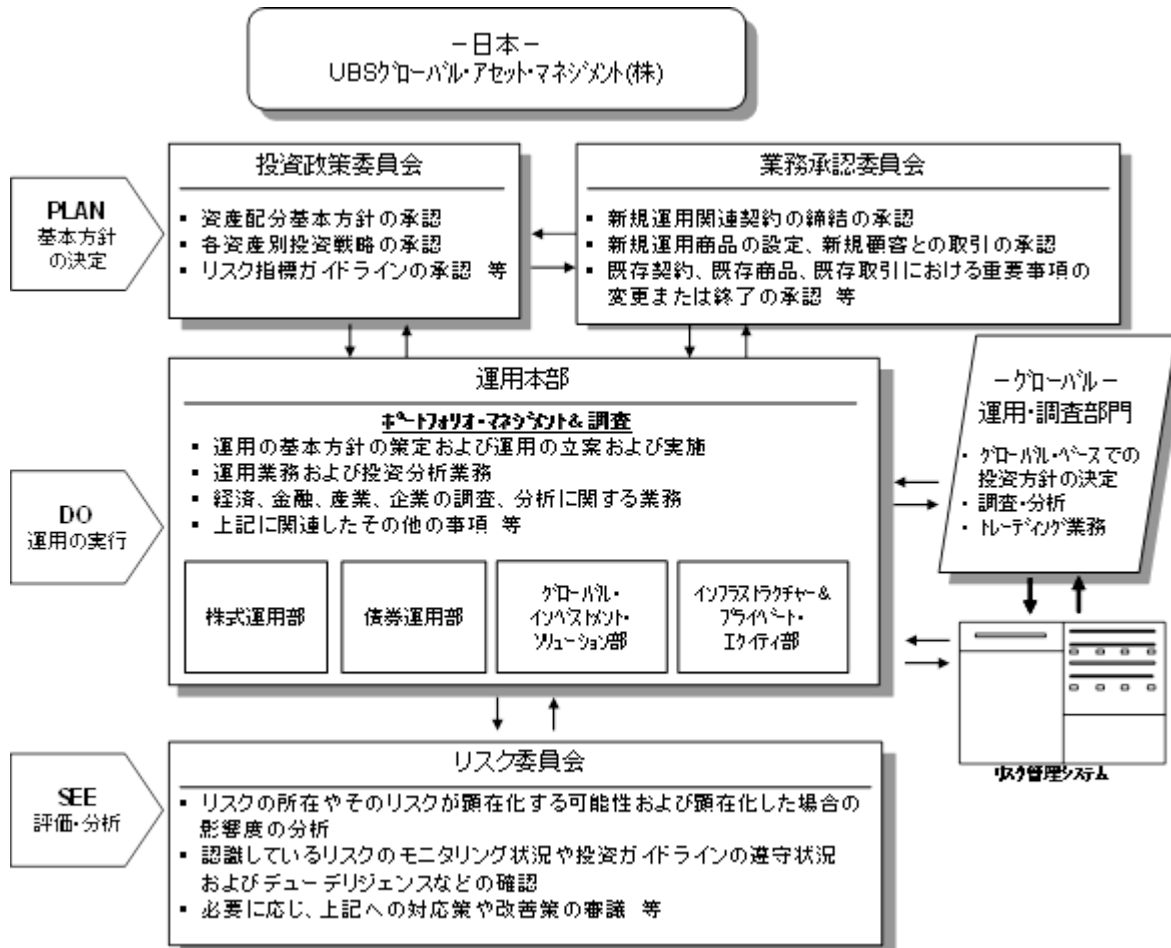 －日本－
UBSｸﾞﾛｰﾊﾞﾙ･ｱｾｯﾄ･ﾏﾈｼﾞﾒﾝﾄ(株)
PLAN
基本方針
の決定
投資政策委員会
▪ 資産配分基本方針の承認
▪ 各資産別投資戦略の承認
▪ リスク指標ガイドラインの承認 等
業務承認委員会
▪ 新規運用関連契約の締結の承認
▪ 新規運用商品の設定、新規顧客との取引の承認
▪ 既存契約、既存商品、既存取引における重要事項の
変更または終了の承認 等
DO
運用の実行
運用本部
ﾎﾟｰﾄﾌｫﾘｵ･ﾏﾈｼﾞﾒﾝﾄ& 調査
▪ 運用の基本方針の策定および運用の立案および実施
▪ 運用業務および投資分析業務
▪ 経済、金融、産業、企業の調査、分析に関する業務
▪ 上記に関連したその他の事項 等
株式運用部
債券運用部
ｸﾞﾛｰﾊﾞﾙ･
ｲﾝﾍﾞｽﾄﾒﾝﾄ･
ｿﾘｭｰｼｮﾝ部
ｲﾝﾌﾗｽﾄﾗｸﾁｬｰ&
ﾌﾟﾗｲﾍﾞｰﾄ･
ｴｸｲﾃｨ部
－ｸﾞﾛｰﾊﾞﾙ－
運用･調査部門
▪ ｸﾞﾛｰﾊﾞﾙ･ﾍﾞｰｽでの
投資方針の決定
▪ 調査･分析
▪ ﾄﾚｰﾃﾞｨﾝｸﾞ業務
ﾘｽｸ管理ｼｽﾃﾑ
SEE
評価･分析
リスク委員会
▪ リスクの所在やそのリスクが顕在化する可能性および顕在化した場合の
影響度の分析
▪ 認識しているリスクのモニタリング状況や投資ガイドラインの遵守状況
およびデューデリジェンスなどの確認
▪ 必要に応じ、上記への対応策や改善策の審議 等